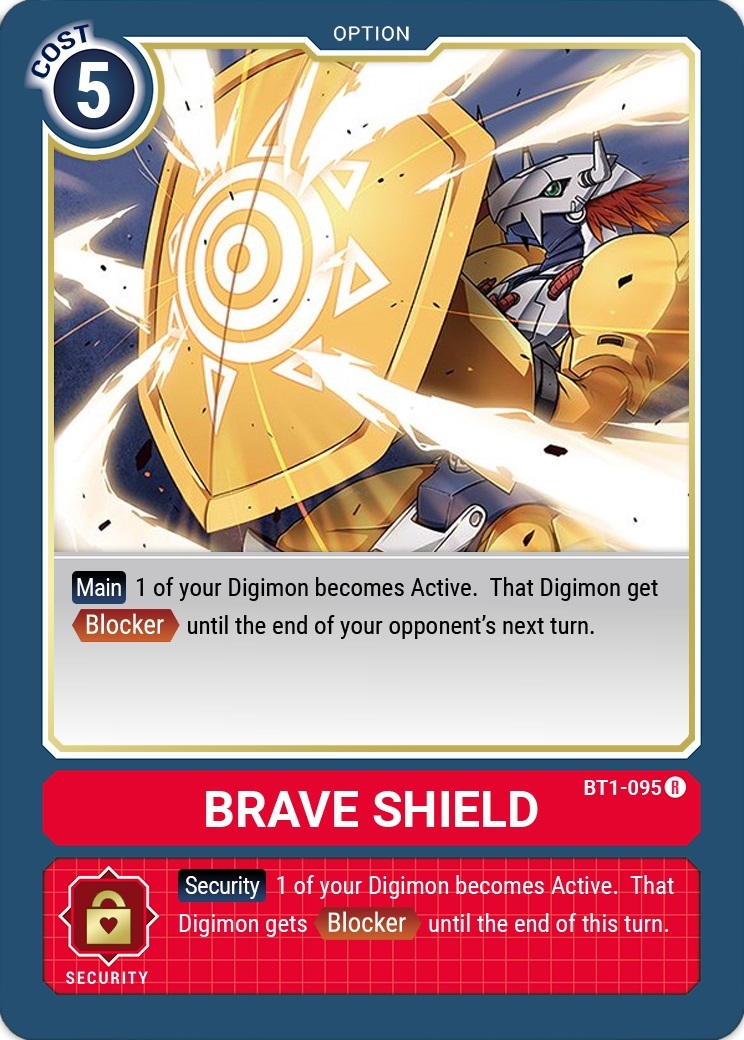 OPTION
COST
5
Main 1 of your Digimon becomes Active. That Digimon get
Blocker until the end of your opponent’s next turn.
BT1-095 R
BRAVE SHIELD
Security 1 of your Digimon becomes Active. That
Digimon gets Blocker until the end of this turn.
SECURITY